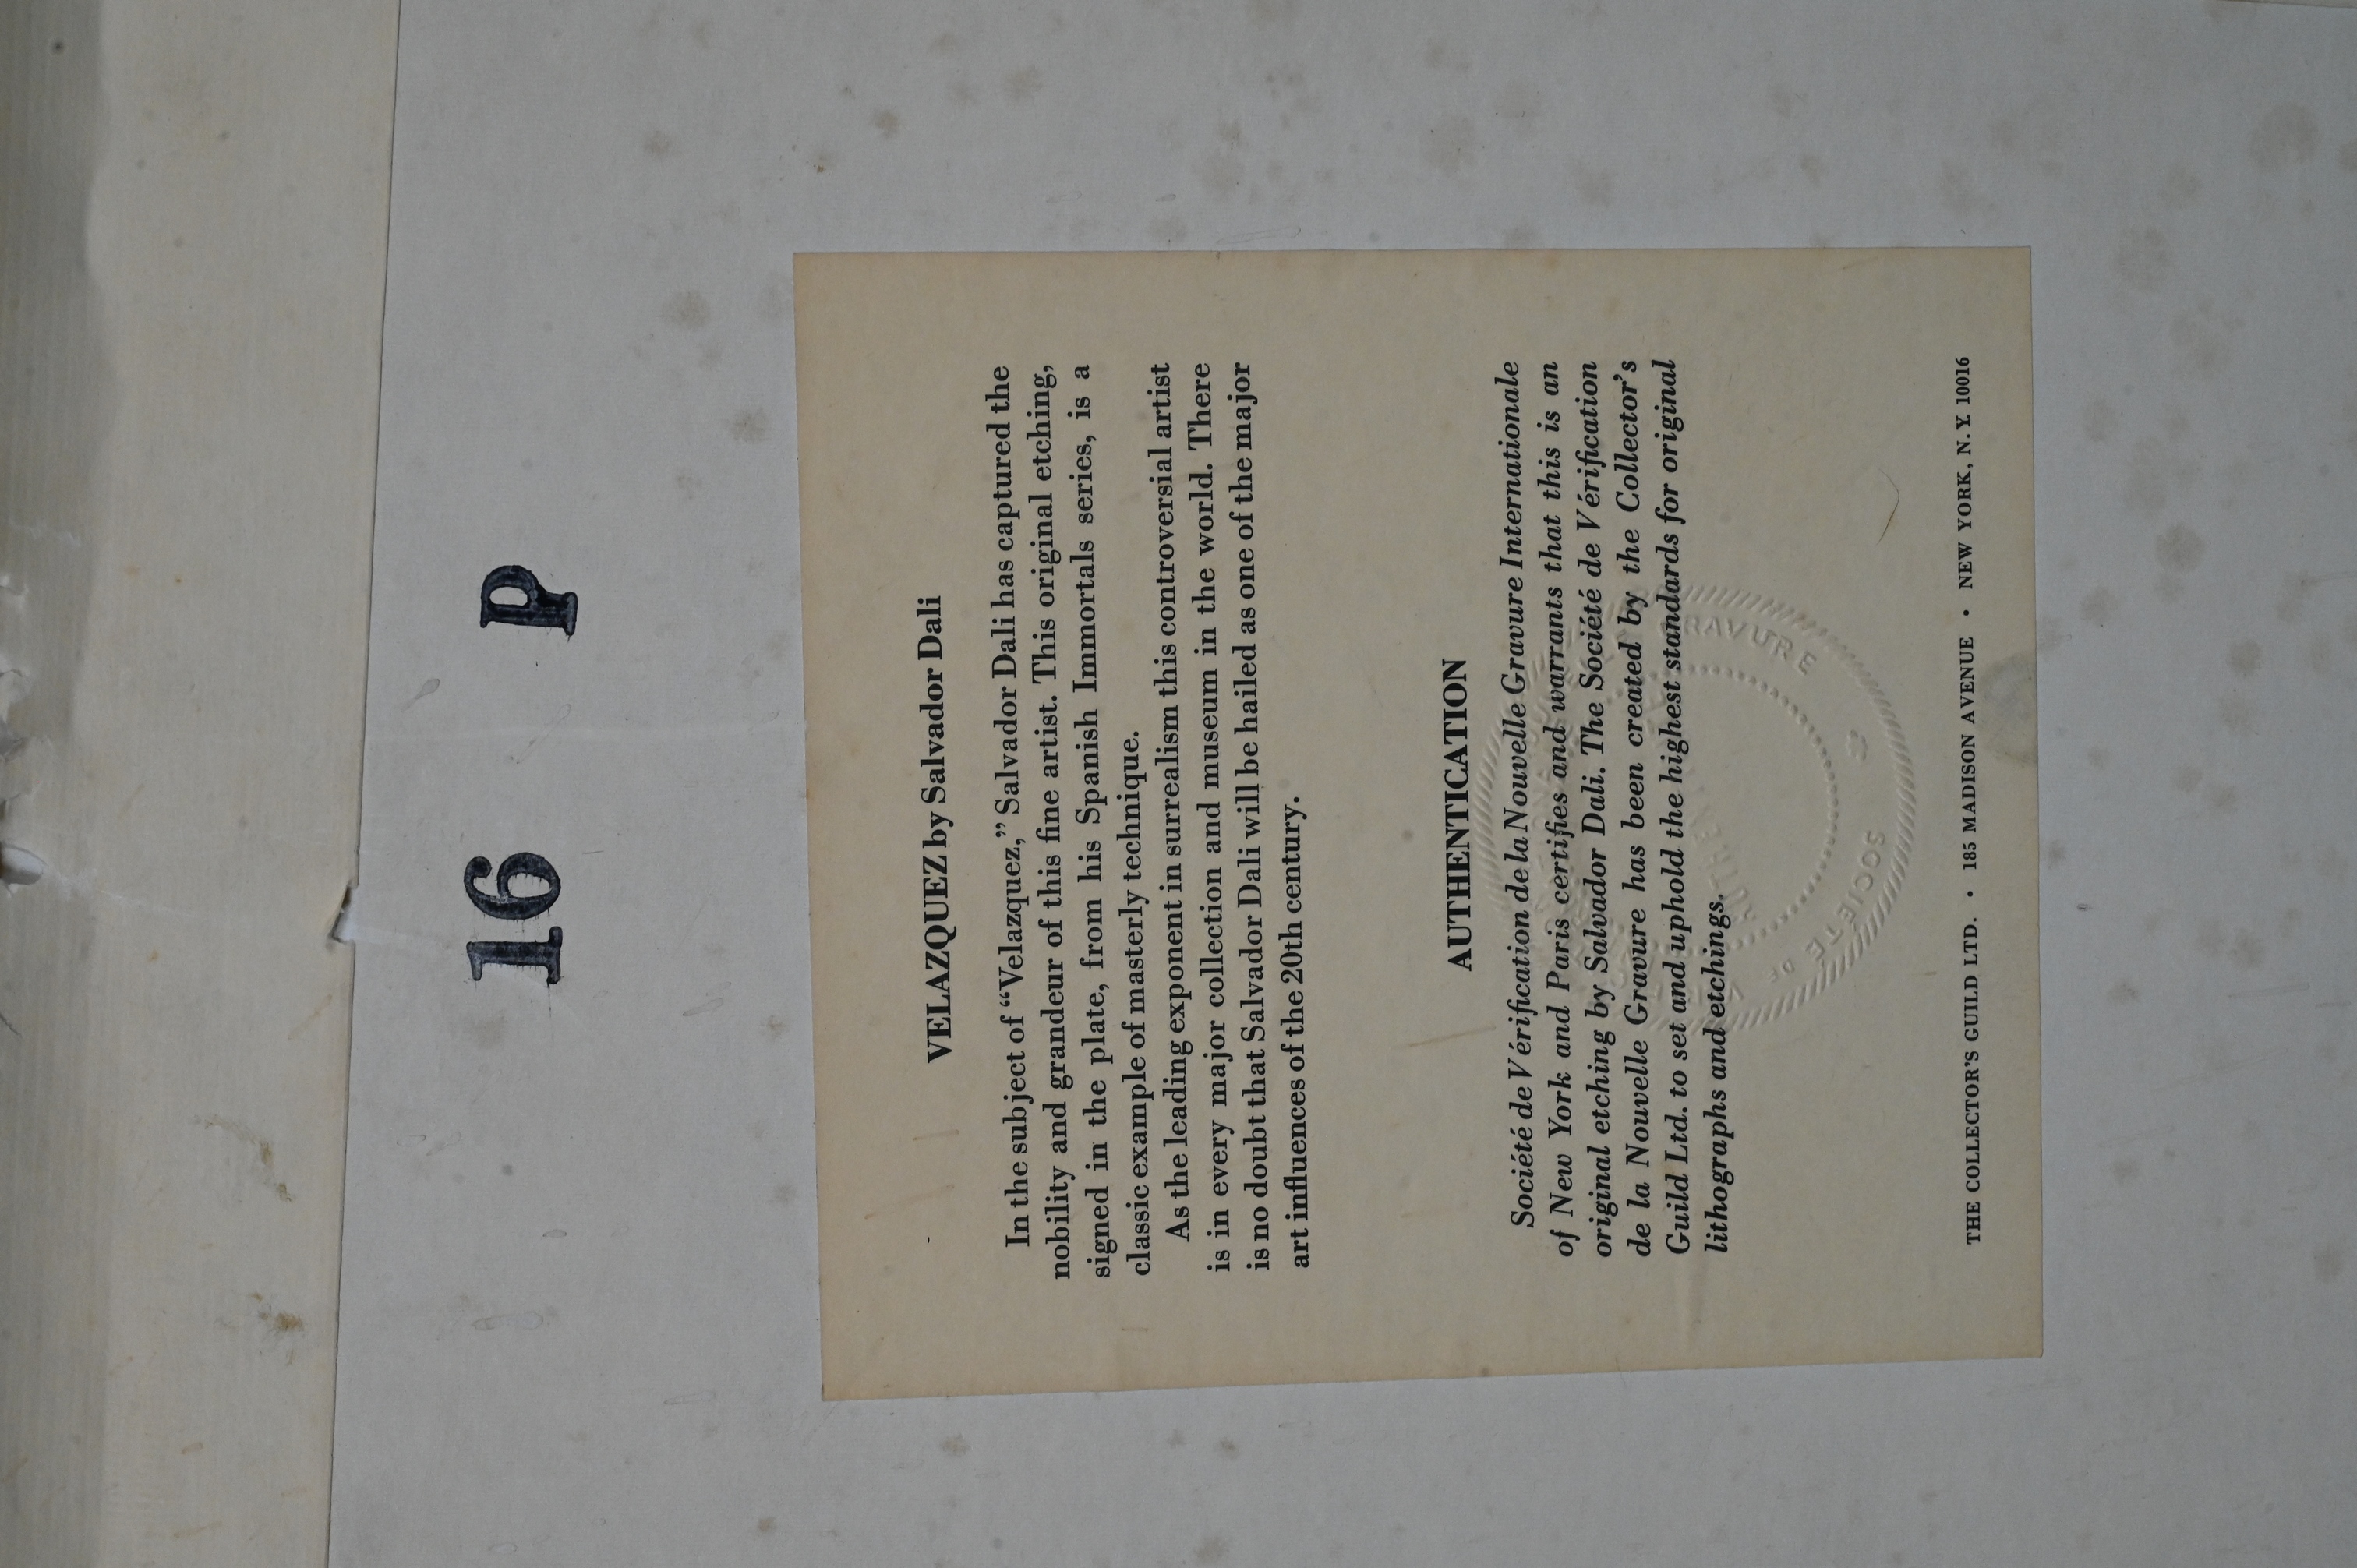 16 P
VELAZQUEZ by Salvador Dali
In the subject of “Velazquez,” Salvador Dali has captured the
nobility and grandeur of this fine artist. This original etching,
signed in the plate, from his Spanish Immortals series, is a
classic example of masterly technique.
As the leading exponent in surrealism this controversial artist
is in every major collection and museum in the world. There
is no doubt that Salvador Dali will be hailed as one of the major
art influences of the 20th century.
AUTHENTICATION
Société de Vérification de la Nouvelle Gravure Internationale
of New York and Paris certifies and warrants that this is an
original etching by Salvador Dali. The Société de Vérification
de la Nouvelle Gravure has been created by the Collector’s
Guild Ltd. to set and uphold the highest standards for original
lithographs and etchings.
SOCIÉTÉ DE
GRAVURE
THE COLLECTOR’S GUILD LTD. • 185 MADISON AVENUE • NEW YORK, N. Y. 10016